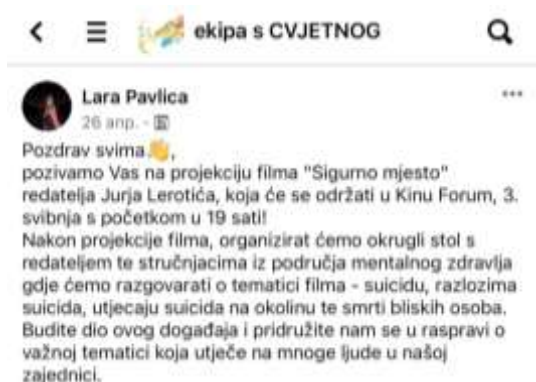 ekipa s CVJETNOG
Lara Pavlica
26 апр. ·
Pozdrav svima👋,
pozivamo Vas na projekciju filma "Sigurno mjesto"
redatelja Jurja Lerotića, koja će se održati u Kinu Forum, 3.
svibnja s početkom u 19 sati!
Nakon projekcije filma, organizirat ćemo okrugli stol s
redateljem te stručnjacima iz područja mentalnog zdravlja
gdje ćemo razgovarati o tematici filma - suicidu, razlozima
suicida, utjecaju suicida na okolinu te smrti bliskih osoba.
Budite dio ovog događaja i pridružite nam se u raspravi o
važnoj tematici koja utječe na mnoge ljude u našoj
zajednici.